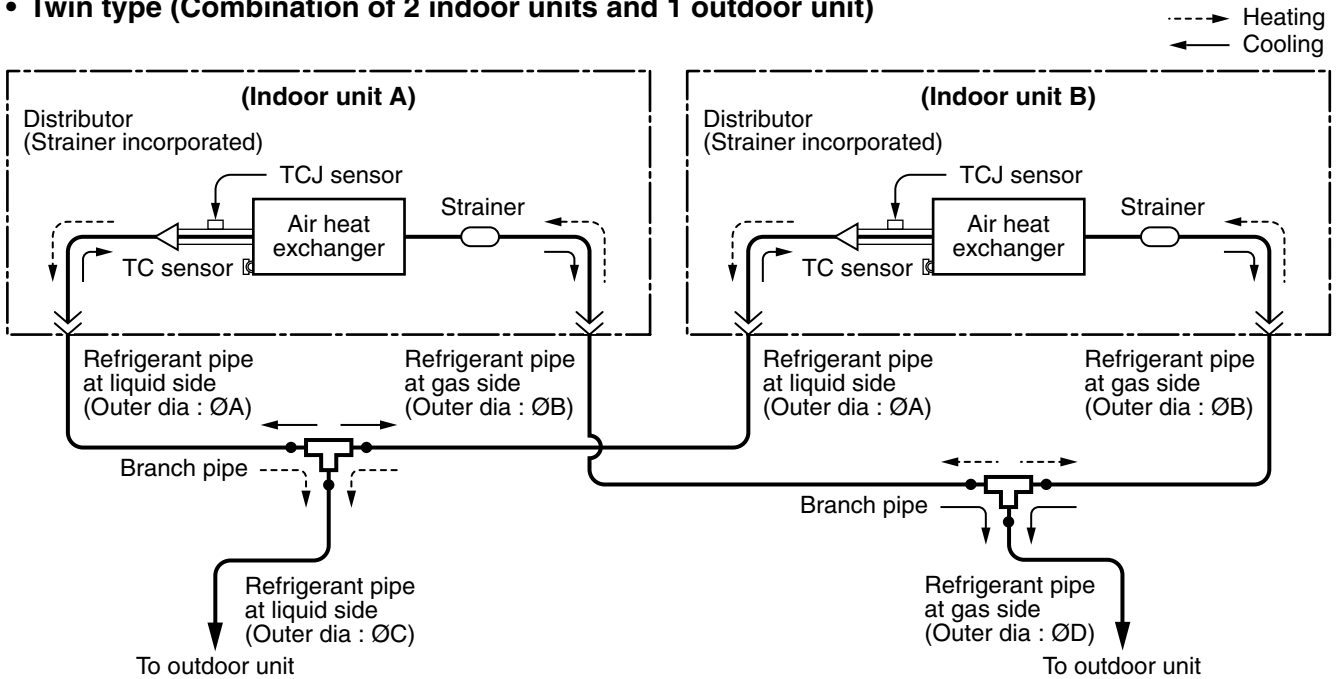 • Twin type (Combination of 2 indoor units and 1 outdoor unit)
Heating
Cooling
(Indoor unit A)
Distributor
(Strainer incorporated)
TCJ sensor
Air heat
exchanger
Strainer
TC sensor
(Indoor unit B)
Distributor
(Strainer incorporated)
TCJ sensor
Air heat
exchanger
Strainer
TC sensor
Refrigerant pipe
at liquid side
(Outer dia : ØA)
Refrigerant pipe
at gas side
(Outer dia : ØB)
Refrigerant pipe
at liquid side
(Outer dia : ØA)
Refrigerant pipe
at gas side
(Outer dia : ØB)
Branch pipe
Branch pipe
Refrigerant pipe
at liquid side
(Outer dia : ØC)
To outdoor unit
Refrigerant pipe
at gas side
(Outer dia : ØD)
To outdoor unit